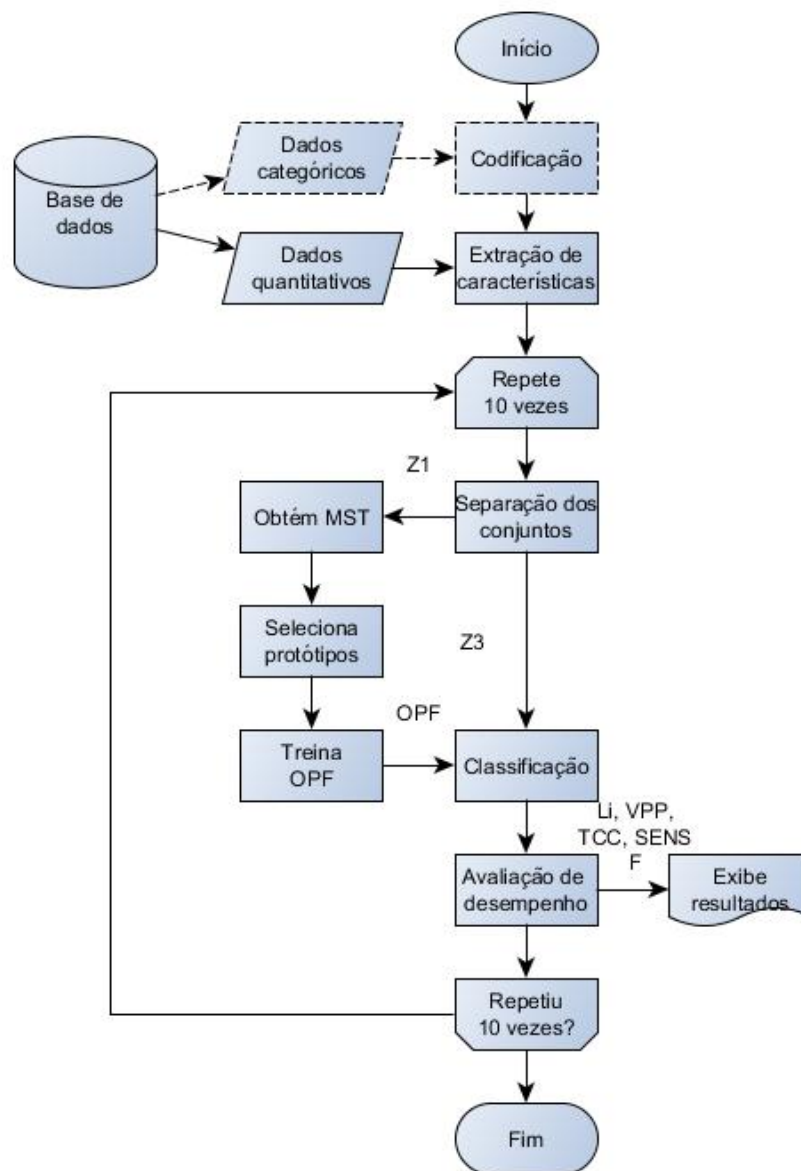 Início
Dados
categóricos
Codificação
Base de
dados
Dados
quantitativos
Extração de
características
Repete
10 vezes
Z1
Obtém MST
Separação dos
conjuntos
Seleciona
protótipos
Z3
OPF
Treina
OPF
Classificação
Li, VPP,
TCC, SENS
F
Avaliação de
desempenho
Exibe
resultados
Repetiu
10 vezes?
Fim